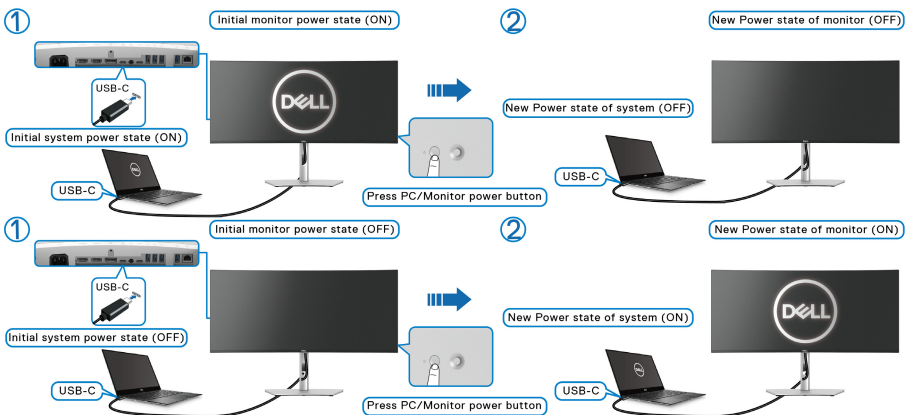 ①
Initial monitor power state (ON)
②
New Power state of monitor (OFF)
USB-C
DELL
New Power state of system (OFF)
Initial system power state (ON)
DELL
USB-C
USB-C
Press PC/Monitor power button
①
Initial monitor power state (OFF)
②
New Power state of monitor (ON)
USB-C
DELL
New Power state of system (ON)
Initial system power state (OFF)
DELL
USB-C
USB-C
Press PC/Monitor power button